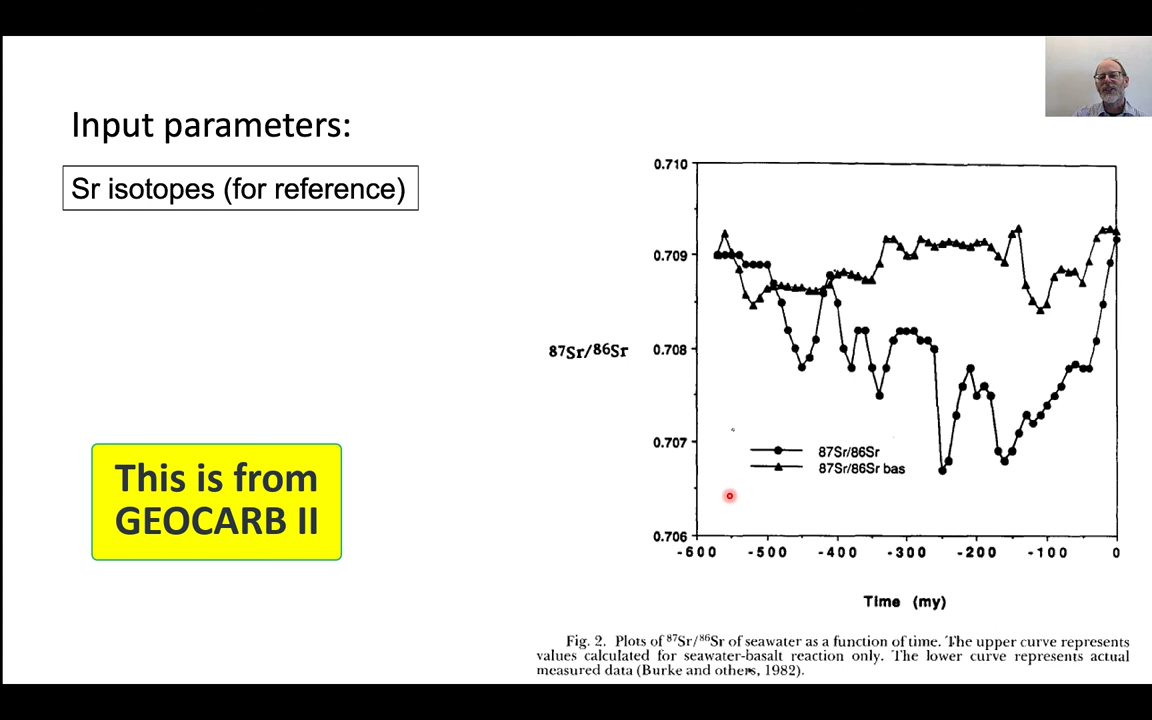 Input parameters:
Sr isotopes (for reference)
This is from
GEOCARB II
0.710
0.709
0.708
0.707
0.706
87Sr/86Sr
87Sr/86Sr
87Sr/86Sr bas
-600
-500
-400
-300
-200
-100
0
Time (my)
Fig. 2. Plots of ⁸⁷Sr/⁸⁶Sr of seawater as a function of time. The upper curve represents
values calculated for seawater-basalt reaction only. The lower curve represents actual
measured data (Burke and others, 1982).